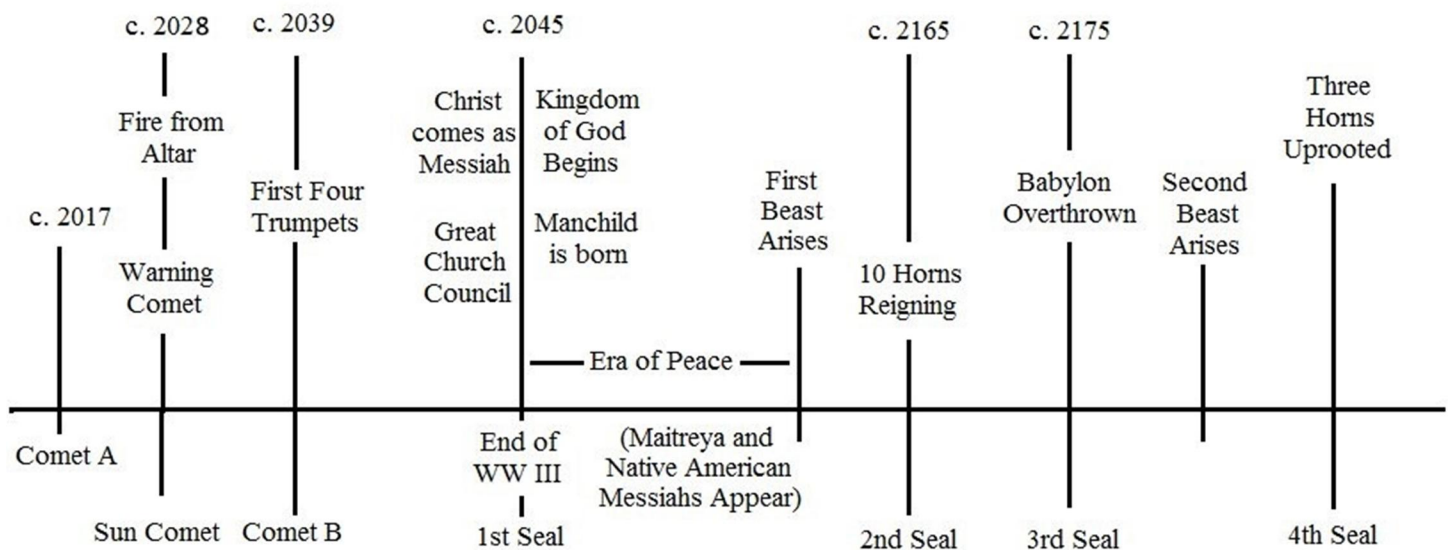 c. 2017
Comet A
c. 2028
Fire from
Altar
Warning
Comet
Sun Comet
c. 2039
First Four
Trumpets
Comet B
c. 2045
Christ
comes as
Messiah
Kingdom
of God
Begins
Great
Church
Council
Manchild
is born
Era of Peace
End of
WW III
1st Seal
(Maitreya and
Native American
Messiahs Appear)
First
Beast
Arises
c. 2165
10 Horns
Reigning
2nd Seal
c. 2175
Babylon
Overthrown
3rd Seal
Second
Beast
Arises
Three
Horns
Uprooted
4th Seal